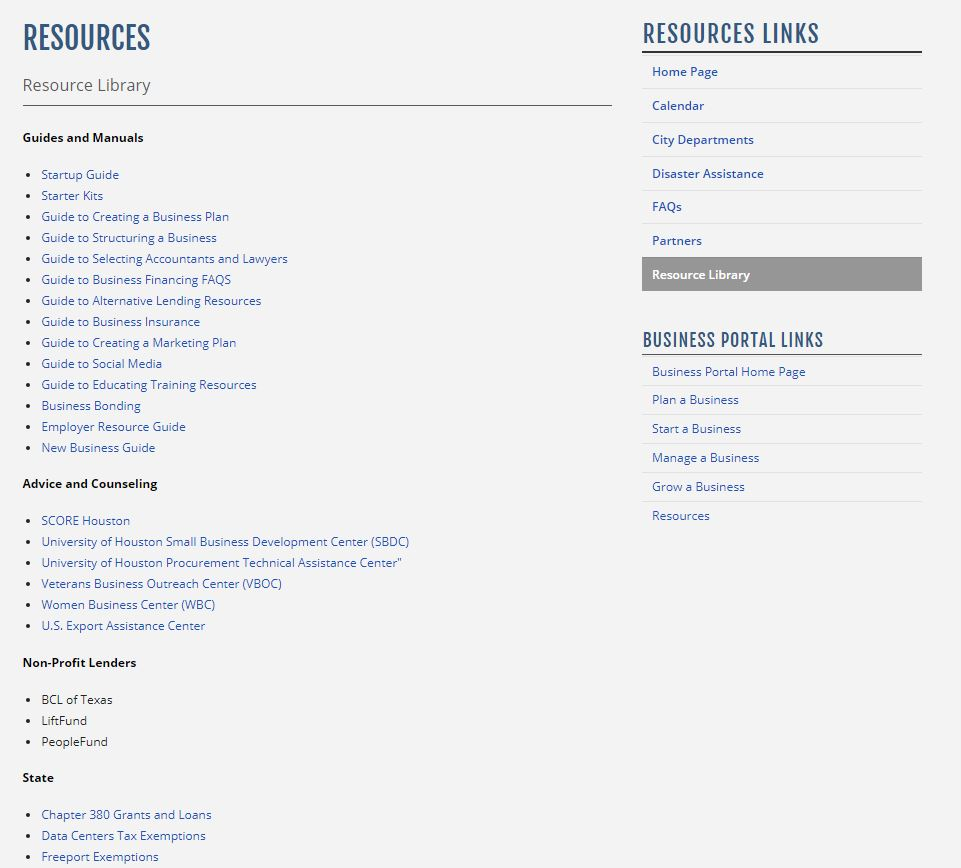 RESOURCES
Resource Library
Guides and Manuals
Startup Guide
Starter Kits
Guide to Creating a Business Plan
Guide to Structuring a Business
Guide to Selecting Accountants and Lawyers
Guide to Business Financing FAQS
Guide to Alternative Lending Resources
Guide to Business Insurance
Guide to Creating a Marketing Plan
Guide to Social Media
Guide to Educating Training Resources
Business Bonding
Employer Resource Guide
New Business Guide
Advice and Counseling
SCORE Houston
University of Houston Small Business Development Center (SBDC)
University of Houston Procurement Technical Assistance Center"
Veterans Business Outreach Center (VBOC)
Women Business Center (WBC)
U.S. Export Assistance Center
Non-Profit Lenders
BCL of Texas
LiftFund
PeopleFund
State
Chapter 380 Grants and Loans
Data Centers Tax Exemptions
Freeport Exemptions
RESOURCES LINKS
Home Page
Calendar
City Departments
Disaster Assistance
FAQs
Partners
Resource Library
BUSINESS PORTAL LINKS
Business Portal Home Page
Plan a Business
Start a Business
Manage a Business
Grow a Business
Resources